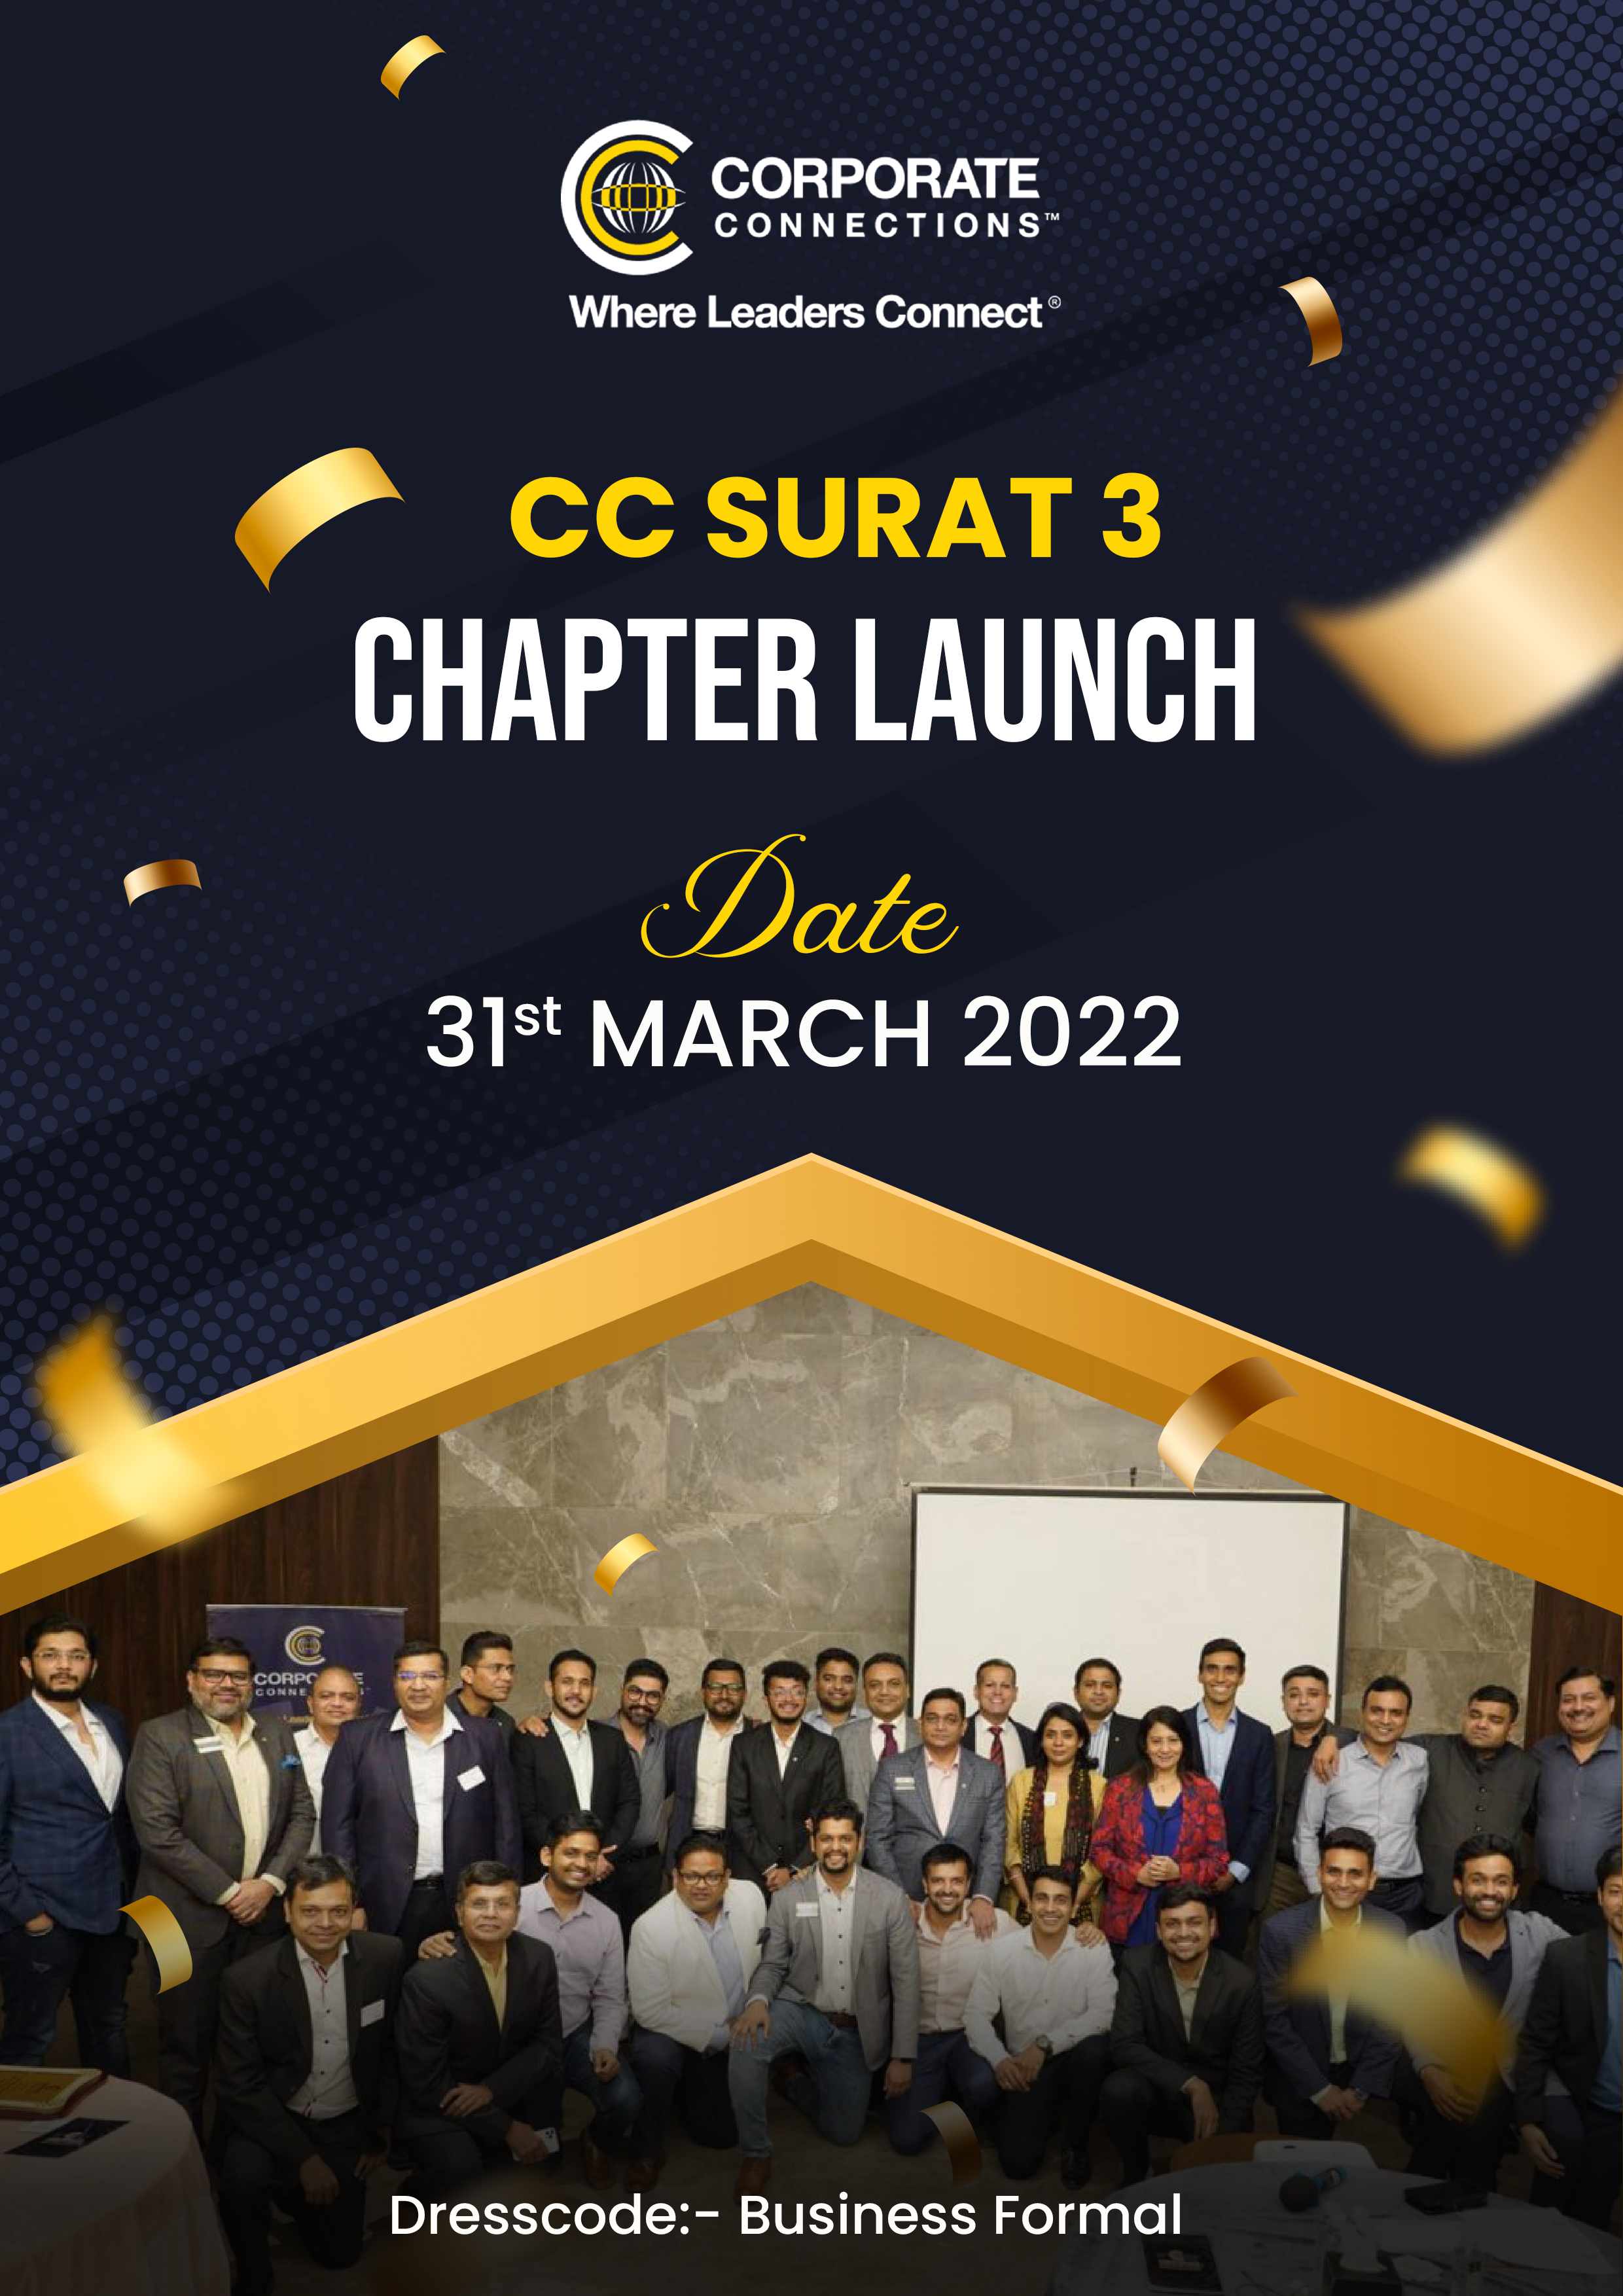 CORPORATE
CONNECTIONS™
Where Leaders Connect®
CC SURAT 3
CHAPTER LAUNCH
Date
31st MARCH 2022
Dresscode:- Business Formal